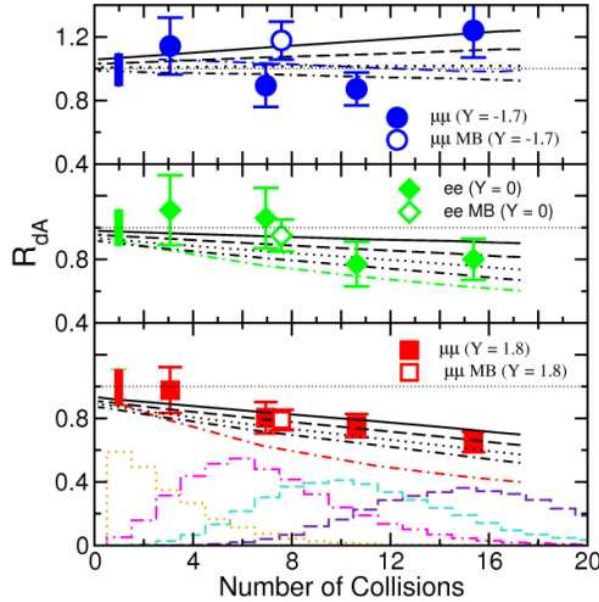 1.2
μμ (Y = -1.7)
0.8
μμ MB (Y = -1.7)
0.4
ee (Y = 0)
ee MB (Y = 0)
R_dA
0.8
0.4
μμ (Y = 1.8)
μμ MB (Y = 1.8)
0.8
0.4
0
0 4 8 12 16 20
Number of Collisions